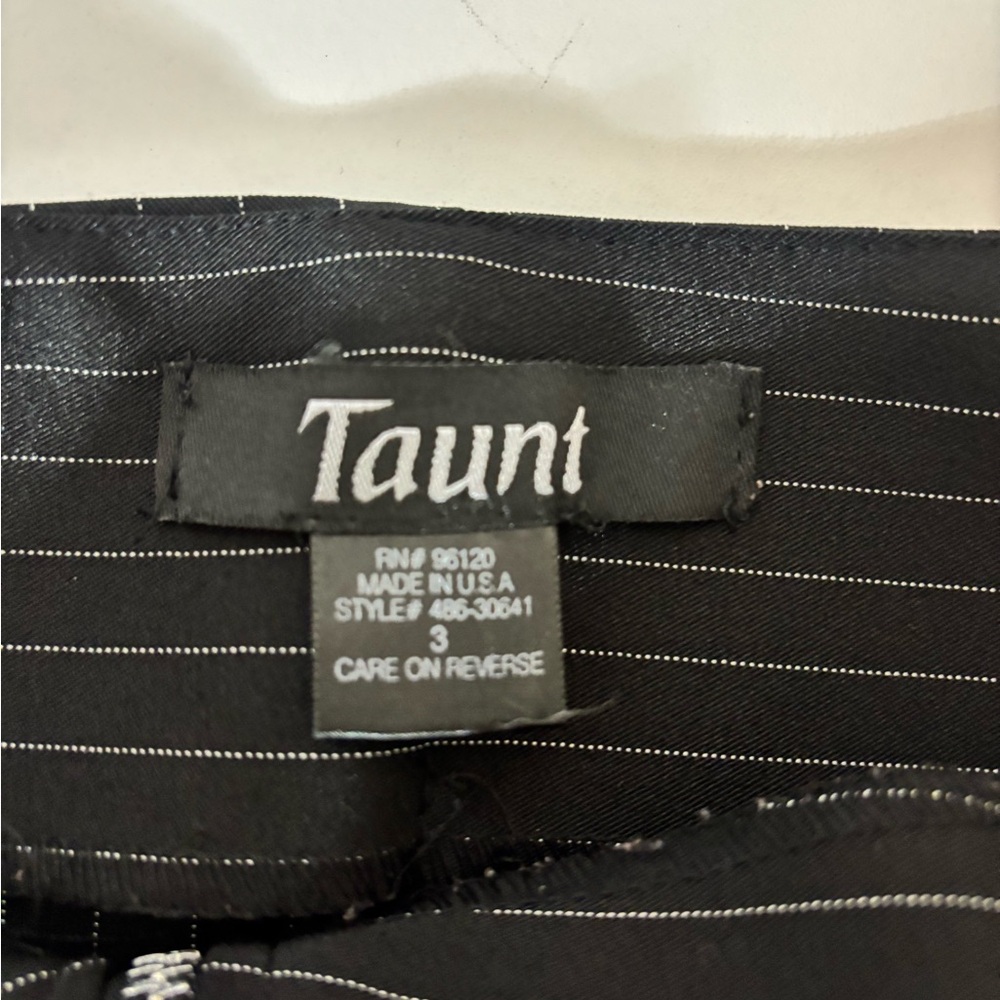 Taunt
RN# 96120
MADE IN U.S.A
STYLE# 486-30641
3
CARE ON REVERSE